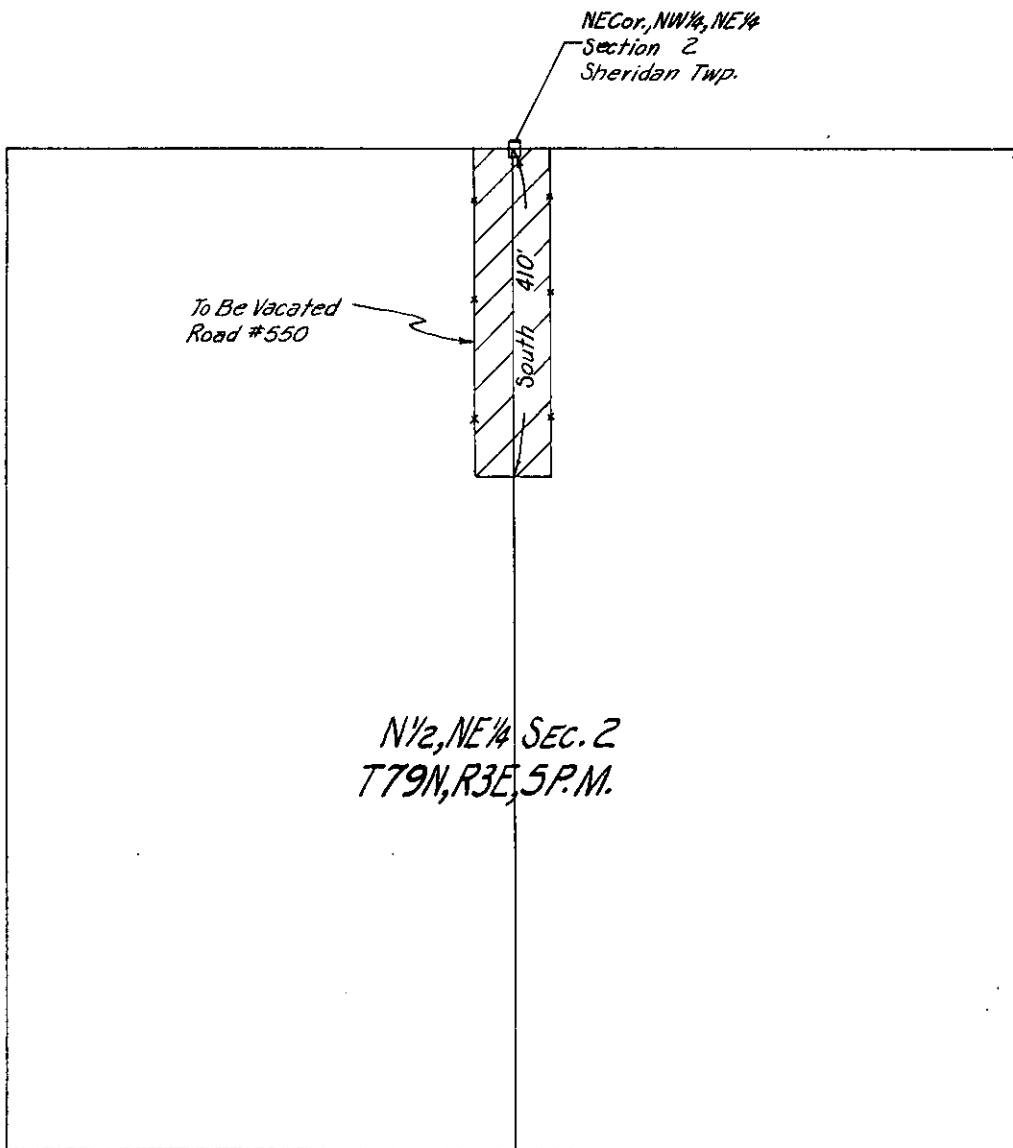 NECor., NW¼, NE¼
Section 2
Sheridan Twp.
To Be Vacated
Road #550
South 410'
N½, NE¼ SEC. 2
T79N, R3E, 5P.M.